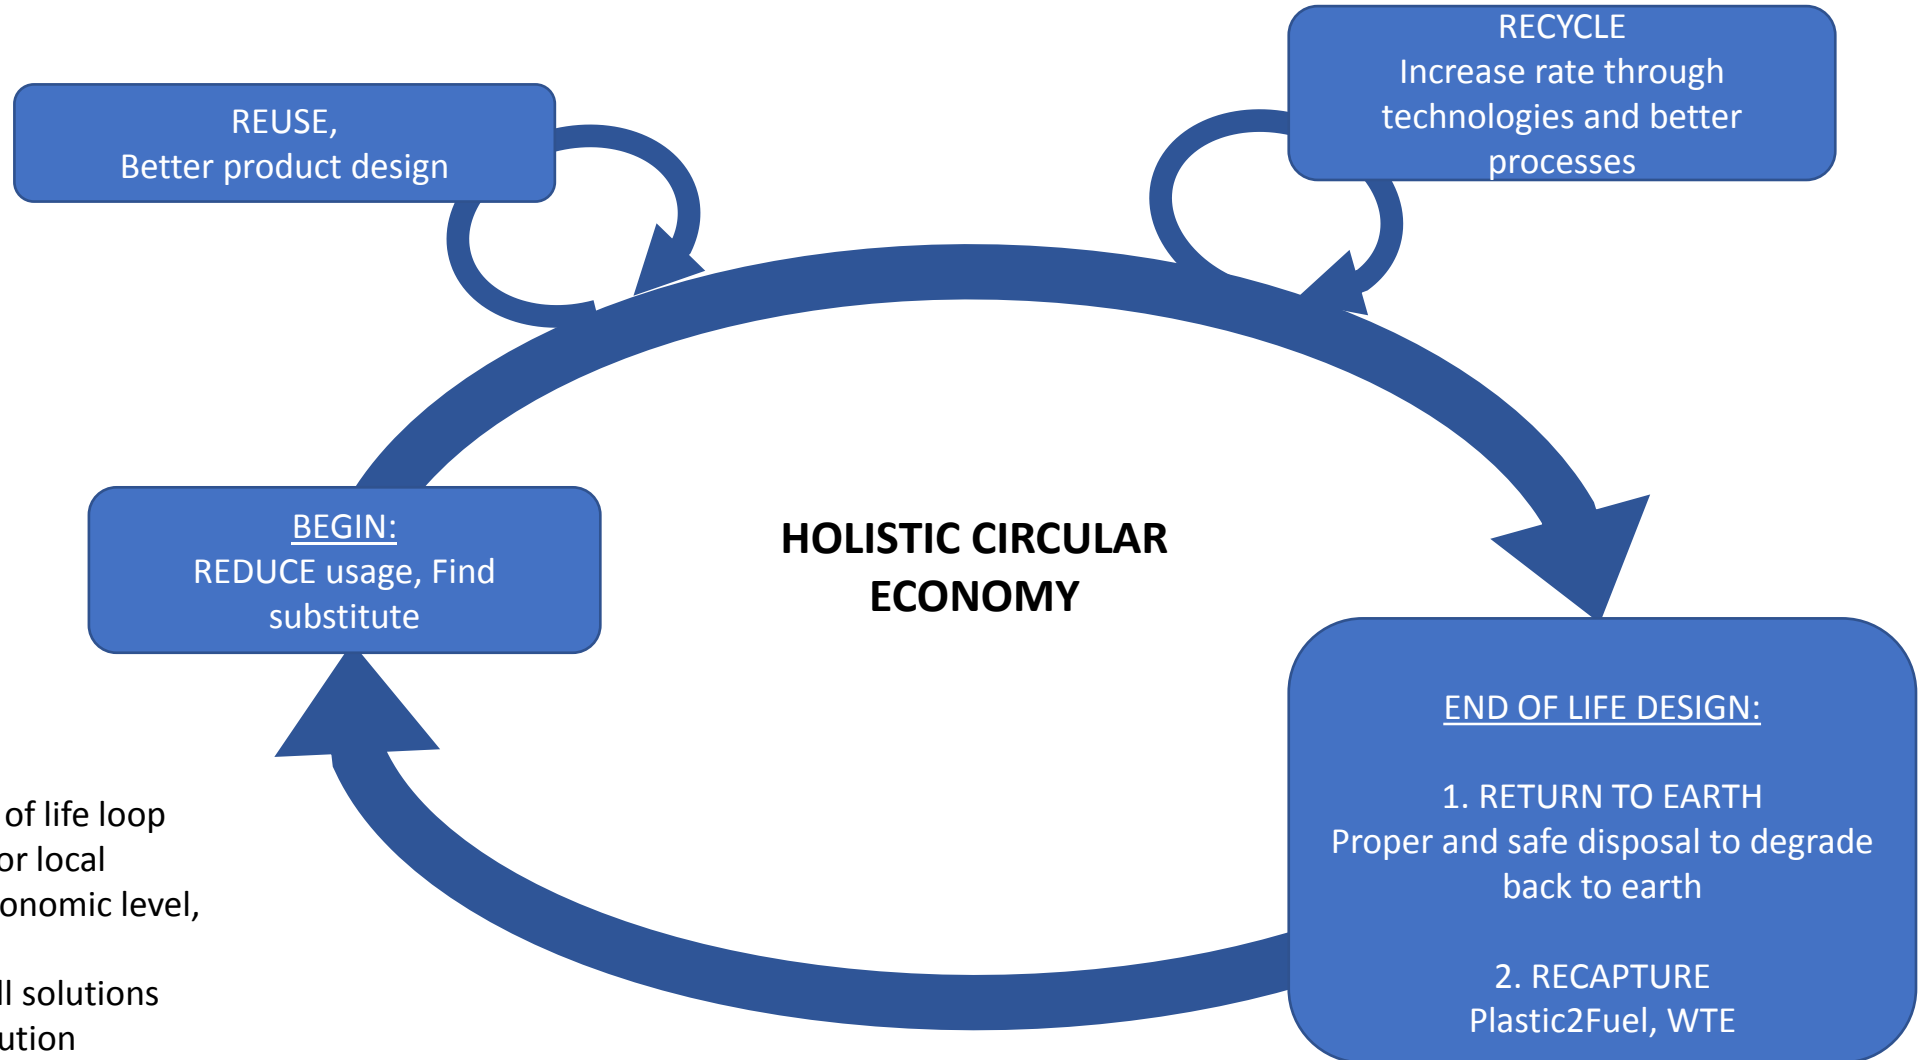 RECYCLE
Increase rate through
technologies and better
processes
REUSE,
Better product design
BEGIN:
REDUCE usage, Find
substitute
HOLISTIC CIRCULAR
ECONOMY
END OF LIFE DESIGN:
1. RETURN TO EARTH
Proper and safe disposal to degrade
back to earth
2. RECAPTURE
Plastic2Fuel, WTE
of life loop
or local
onomic level,
ll solutions
ution